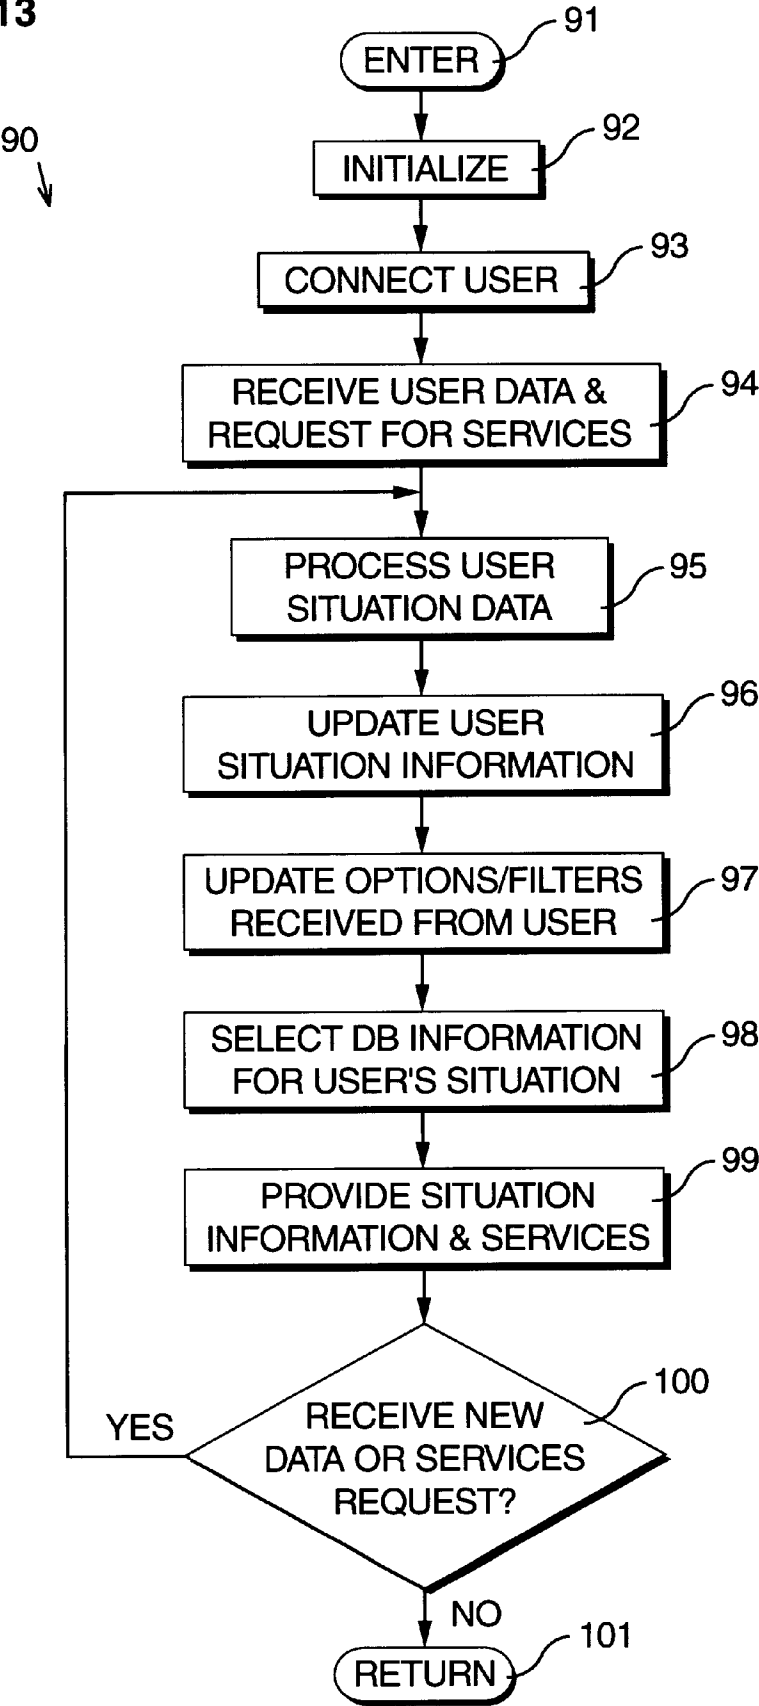 13
91
ENTER
90
92
INITIALIZE
93
CONNECT USER
94
RECEIVE USER DATA &
REQUEST FOR SERVICES
95
PROCESS USER
SITUATION DATA
96
UPDATE USER
SITUATION INFORMATION
97
UPDATE OPTIONS/FILTERS
RECEIVED FROM USER
98
SELECT DB INFORMATION
FOR USER'S SITUATION
99
PROVIDE SITUATION
INFORMATION & SERVICES
100
YES
RECEIVE NEW
DATA OR SERVICES
REQUEST?
NO
101
RETURN